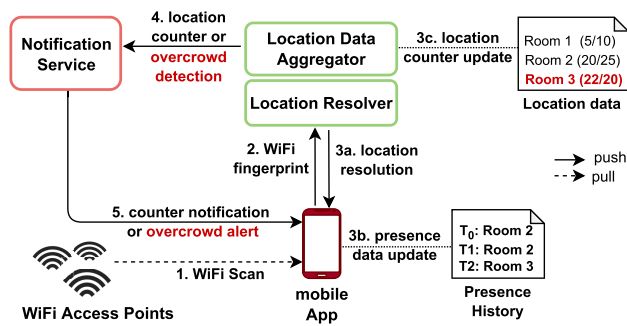 4. location
counter or
overcrowd
detection
Notification
Service
Location Data
Aggregator
3c. location
counter update
Room 1 (5/10)
Room 2 (20/25)
Room 3 (22/20)
Location data
Location Resolver
2. WiFi
fingerprint
3a. location
resolution
push
pull
5. counter notification
or overcrowd alert
1. WiFi Scan
WiFi Access Points
mobile
App
3b. presence
data update
T0: Room 2
T1: Room 2
T2: Room 3
Presence
History